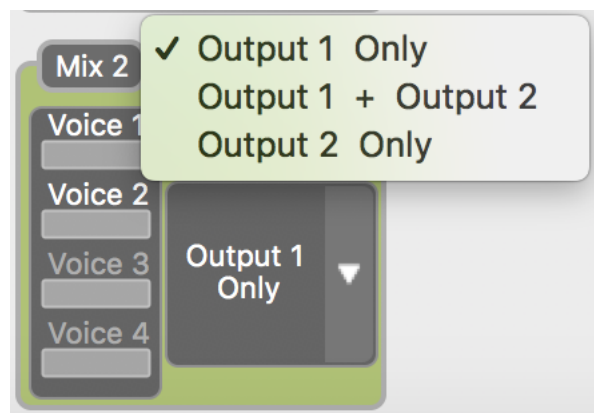 Mix 2
✓ Output 1 Only
Output 1 + Output 2
Output 2 Only
Voice 1
Voice 2
Voice 3
Voice 4
Output 1
Only